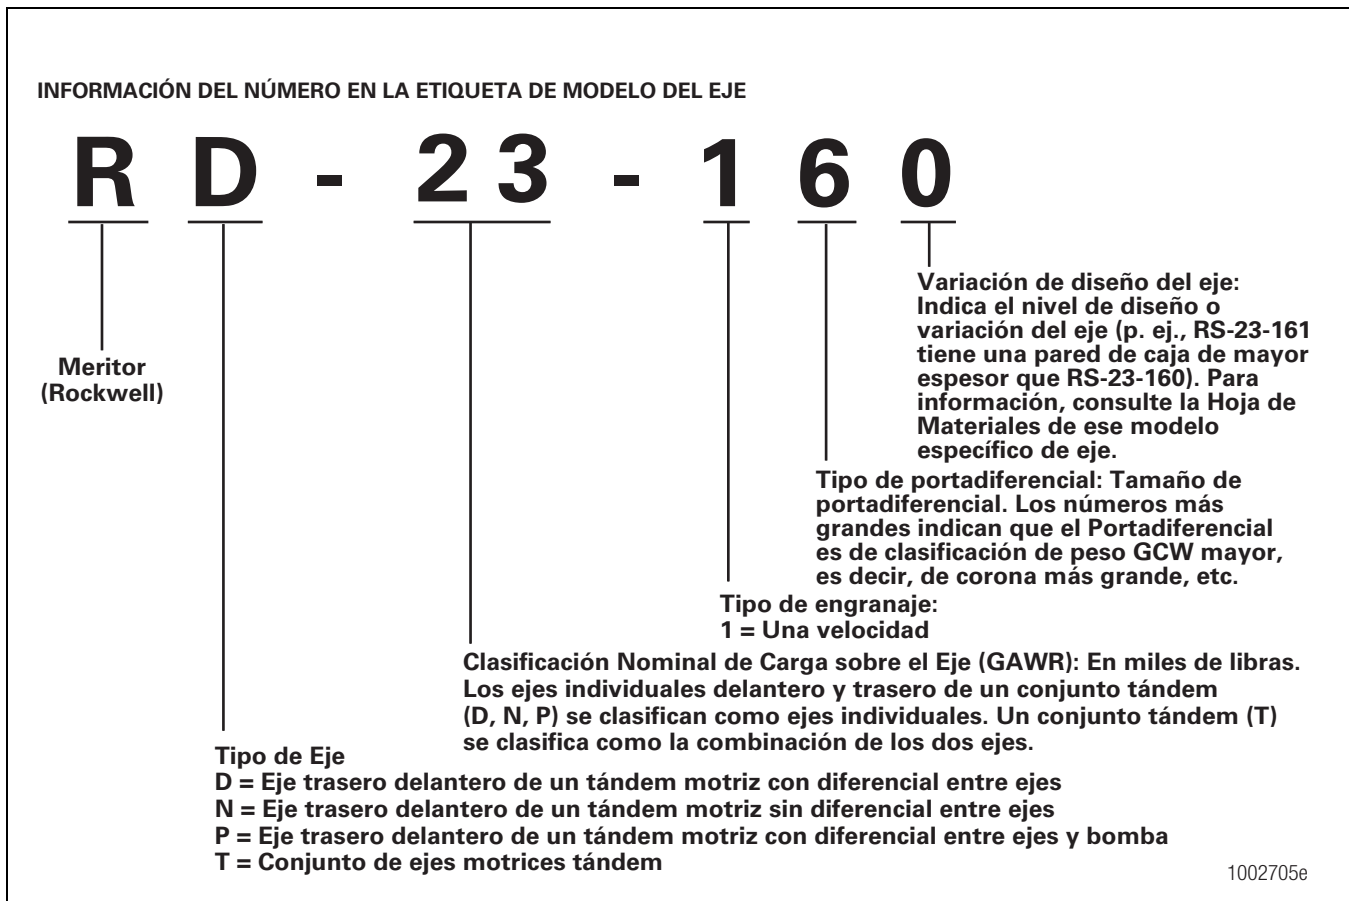 INFORMACIÓN DEL NÚMERO EN LA ETIQUETA DE MODELO DEL EJE
R D - 2 3 - 1 6 0
Variación de diseño del eje:
Indica el nivel de diseño o
variación del eje (p. ej., RS-23-161
tiene una pared de caja de mayor
espesor que RS-23-160). Para
información, consulte la Hoja de
Materiales de ese modelo
específico de eje.
Meritor
(Rockwell)
Tipo de portadiferencial: Tamaño de
portadiferencial. Los números más
grandes indican que el Portadiferencial
es de clasificación de peso GCW mayor,
es decir, de corona más grande, etc.
Tipo de engranaje:
1 = Una velocidad
Clasificación Nominal de Carga sobre el Eje (GAWR): En miles de libras.
Los ejes individuales delantero y trasero de un conjunto tándem
(D, N, P) se clasifican como ejes individuales. Un conjunto tándem (T)
se clasifica como la combinación de los dos ejes.
Tipo de Eje
D = Eje trasero delantero de un tándem motriz con diferencial entre ejes
N = Eje trasero delantero de un tándem motriz sin diferencial entre ejes
P = Eje trasero delantero de un tándem motriz con diferencial entre ejes y bomba
T = Conjunto de ejes motrices tándem
1002705e